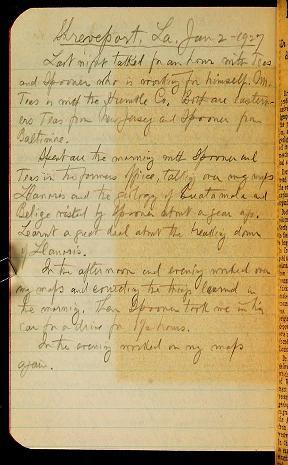 Shreveport, La, Jan 2-1927
Last night talked for an hour with Teas
and Spooner who is working for himself. Mr.
Teas is with the Humble Co. Both are Eastern-
ers Teas from New Jersey and Spooner from
Baltimore.
Spent all the morning with Spooner and
Teas in the formers office, talking over my maps
Llanoris and the geology of Guatamala and
Belize visited by Spooner about a year ago.
Learnt a great deal about the treating down
of Llanoris.
In the afternoon and evening worked over
my maps and correcting the things learned in
the morning. Then Spooner took me in his
car for a drive for 1½ hours.
In the evening worked on my maps
again.